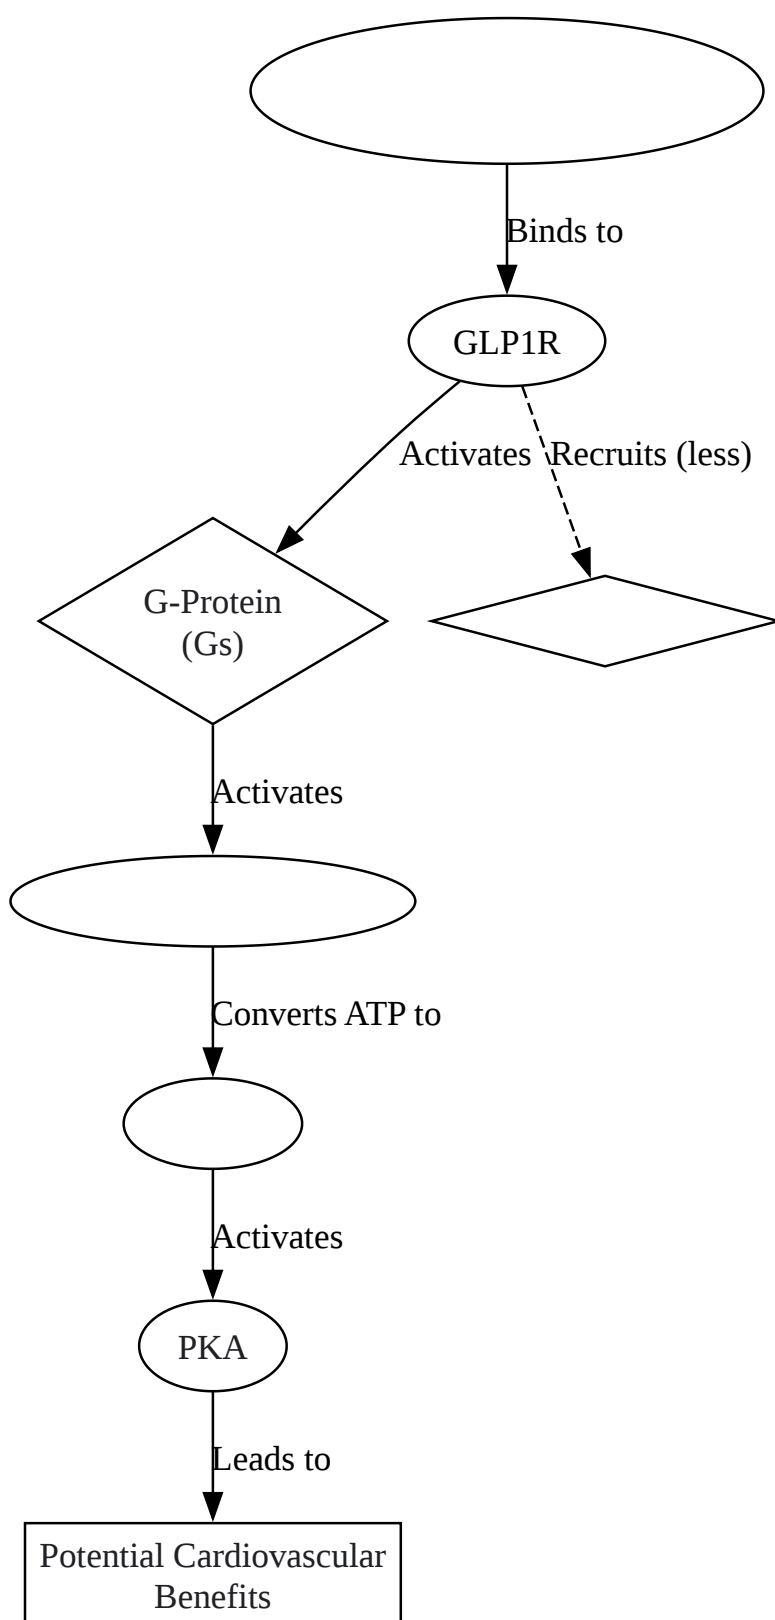 Binds to
GLP1R
Activates
Recruits (less)
G-Protein
(Gs)
Activates
Converts ATP to
Activates
PKA
Leads to
Potential Cardiovascular
Benefits